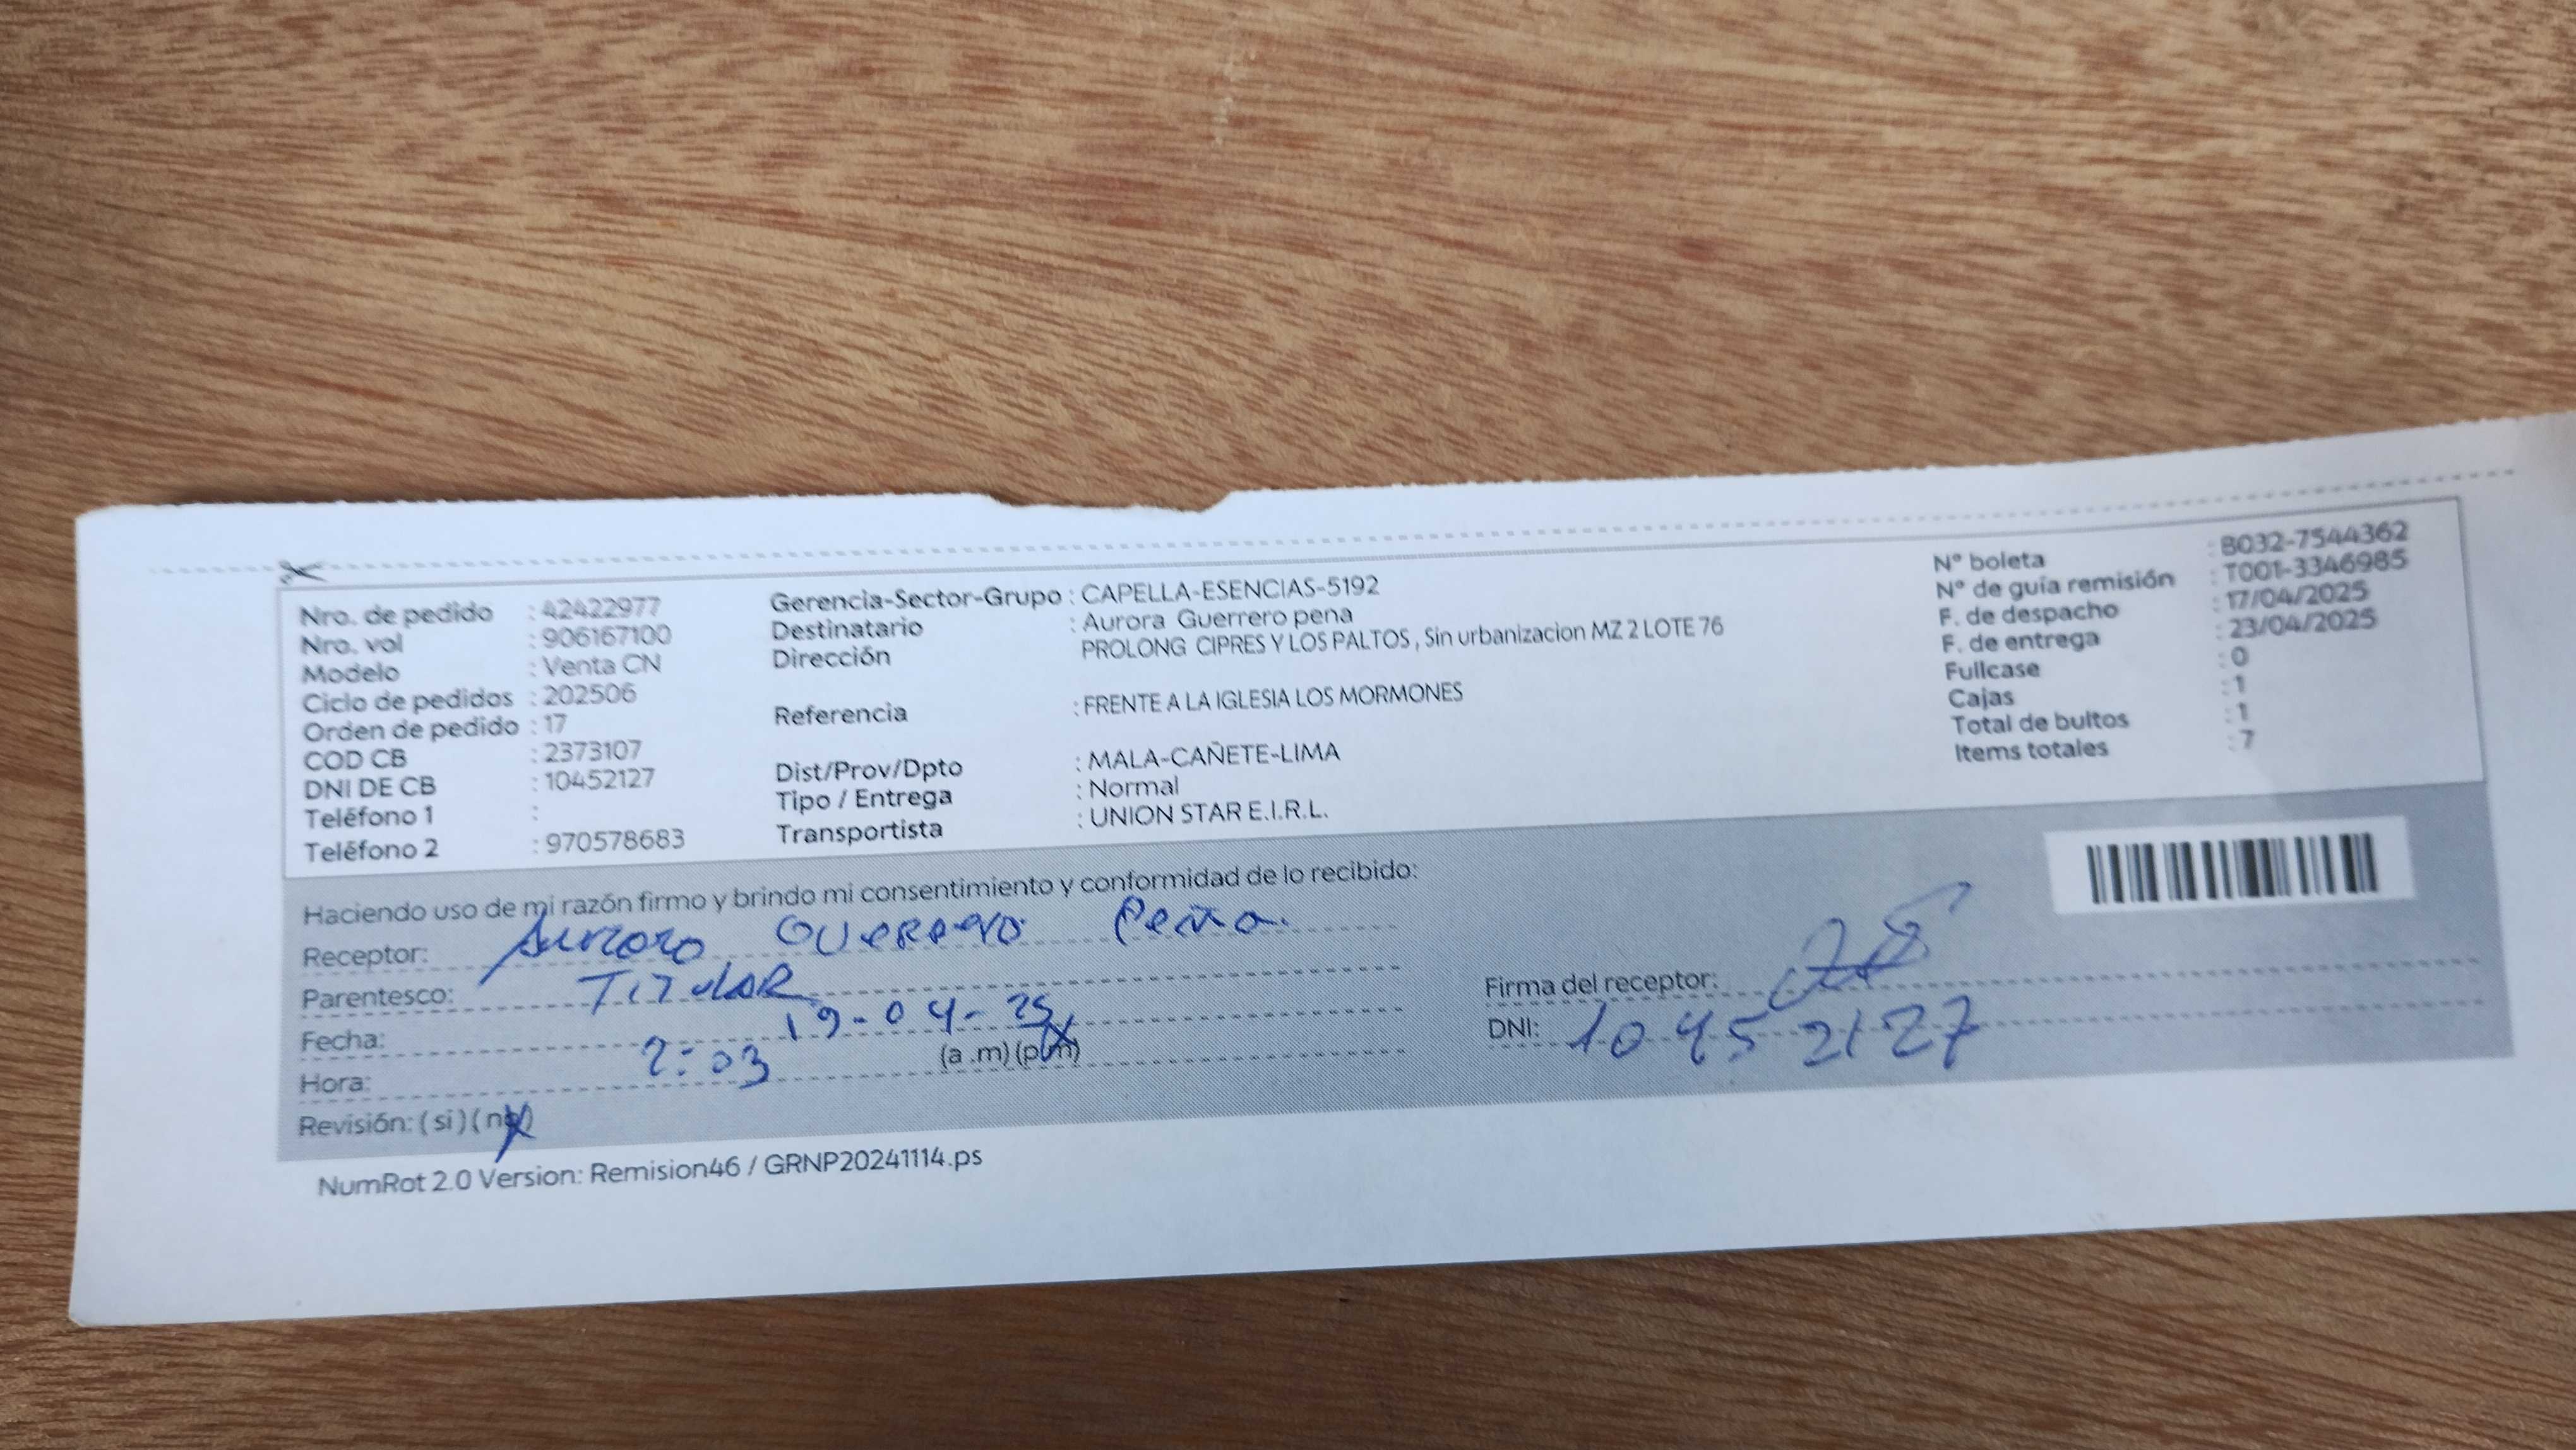 Nro. de pedido : 42422977
Nro. vol : 906167100
Modelo : Venta CN
Ciclo de pedidos : 202506
Orden de pedido : 17
COD CB : 2373107
DNI DE CB : 10452127
Teléfono 1 :
Teléfono 2 : 970578683
Gerencia-Sector-Grupo : CAPELLA-ESENCIAS-5192
Destinatario : Aurora Guerrero pena
Dirección PROLONG CIPRES Y LOS PALTOS , Sin urbanizacion MZ 2 LOTE 76
Referencia : FRENTE A LA IGLESIA LOS MORMONES
Dist/Prov/Dpto : MALA-CAÑETE-LIMA
Tipo / Entrega : Normal
Transportista : UNION STAR E.I.R.L.
N° boleta : B032-7544362
N° de guía remisión : T001-3346985
F. de despacho : 17/04/2025
F. de entrega : 23/04/2025
Fullcase : 0
Cajas : 1
Total de bultos : 1
Items totales : 7
Haciendo uso de mi razón firmo y brindo mi consentimiento y conformidad de lo recibido:
Receptor: Aurora Guerrero Peña
Parentesco: TITULAR
Fecha: 19-04-25
Hora: 2:03 (a .m) (p.m)
Revisión: ( si ) ( no )
Firma del receptor:
DNI: 10452127
NumRot 2.0 Version: Remision46 / GRNP20241114.ps